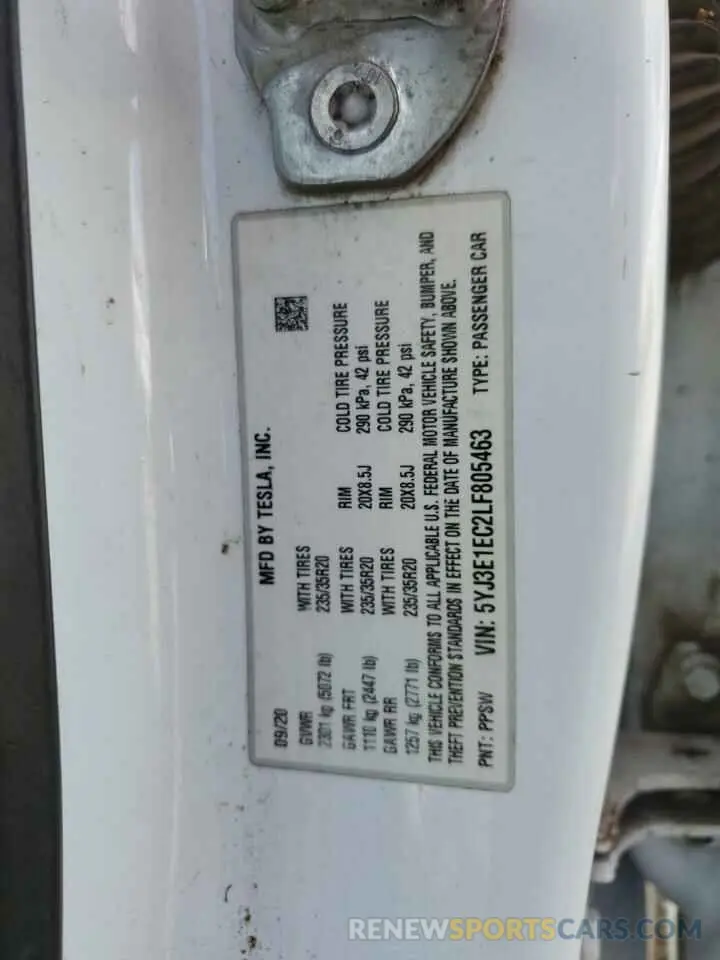 MFD BY TESLA, INC.
09/20
GVWR WITH TIRES
2301 kg (5072 lb) 235/35R20
GAWR FRT WITH TIRES RIM COLD TIRE PRESSURE
1110 kg (2447 lb) 235/35R20 20X8.5J 290 kPa, 42 psi
GAWR RR WITH TIRES RIM COLD TIRE PRESSURE
1257 kg (2771 lb) 235/35R20 20X8.5J 290 kPa, 42 psi
THIS VEHICLE CONFORMS TO ALL APPLICABLE U.S. FEDERAL MOTOR VEHICLE SAFETY, BUMPER, AND
THEFT PREVENTION STANDARDS IN EFFECT ON THE DATE OF MANUFACTURE SHOWN ABOVE.
PNT: PPSW VIN: 5YJ3E1EC2LF805463 TYPE: PASSENGER CAR
RENEWSPORTSCARS.COM